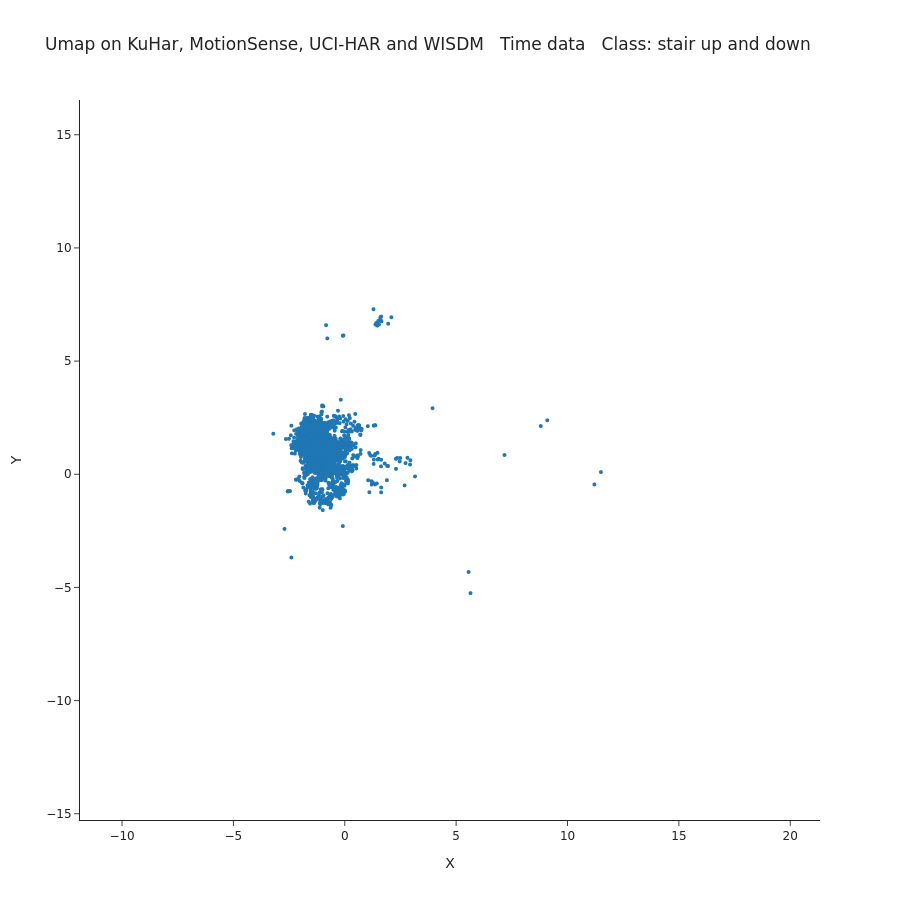 Umap on KuHar, MotionSense, UCI-HAR and WISDM   Time data   Class: stair up and down
15
10
5
0
−5
−10
−15
Y
−10 −5 0 5 10 15 20
X